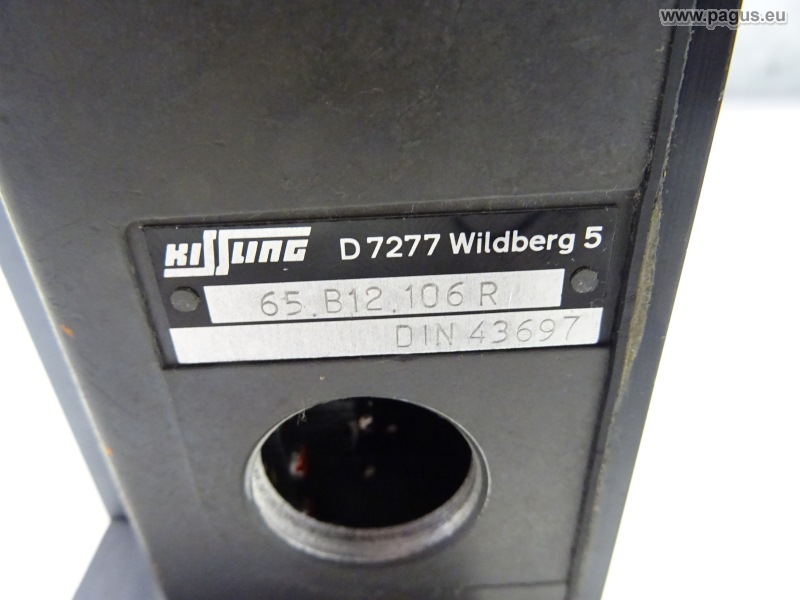 www.pagus.eu
KISSLING D 7277 Wildberg 5
65.B12.106 R
DIN 43697